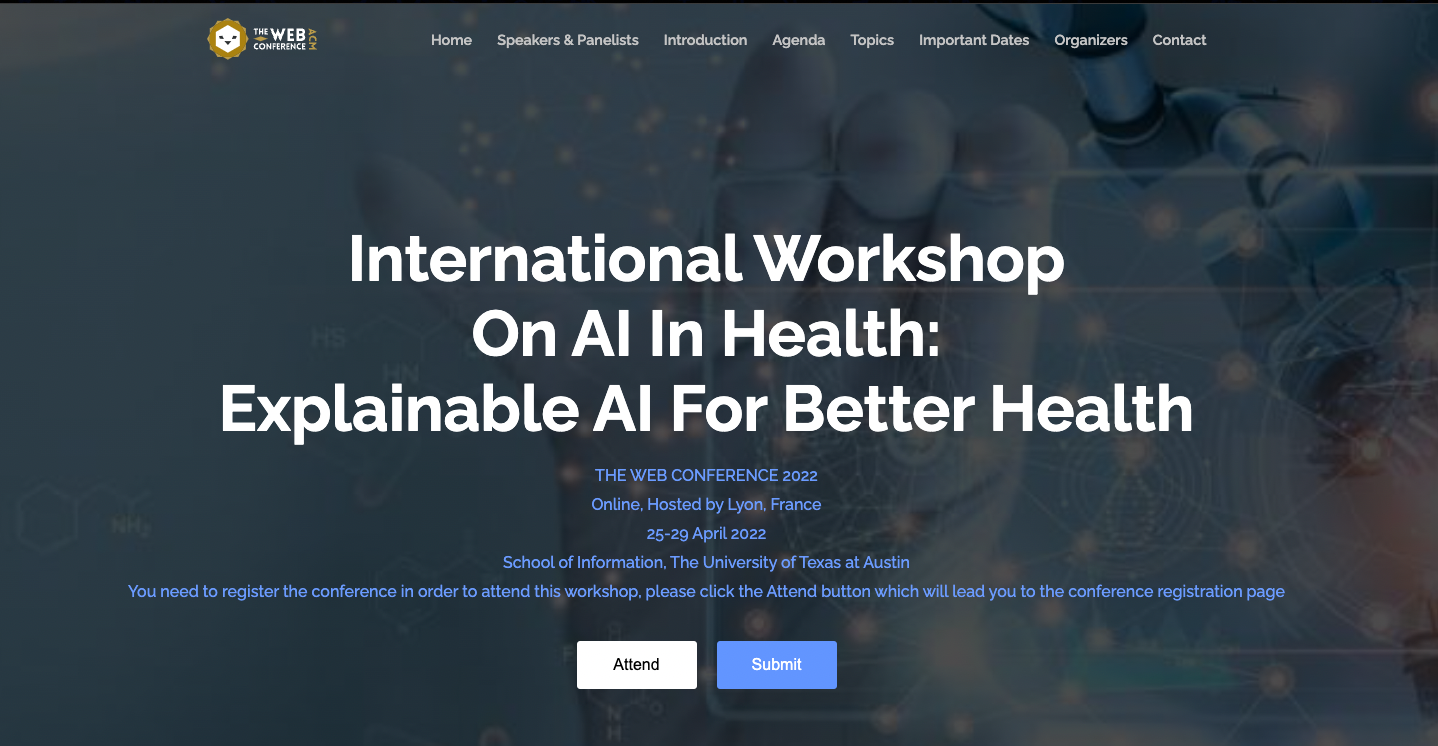 THE WEB CONFERENCE ACM
Home Speakers & Panelists Introduction Agenda Topics Important Dates Organizers Contact
International Workshop
On AI In Health:
Explainable AI For Better Health
HS
HN
THE WEB CONFERENCE 2022
Online, Hosted by Lyon, France
25-29 April 2022
NH₂
School of Information, The University of Texas at Austin
You need to register the conference in order to attend this workshop, please click the Attend button which will lead you to the conference registration page
Attend Submit